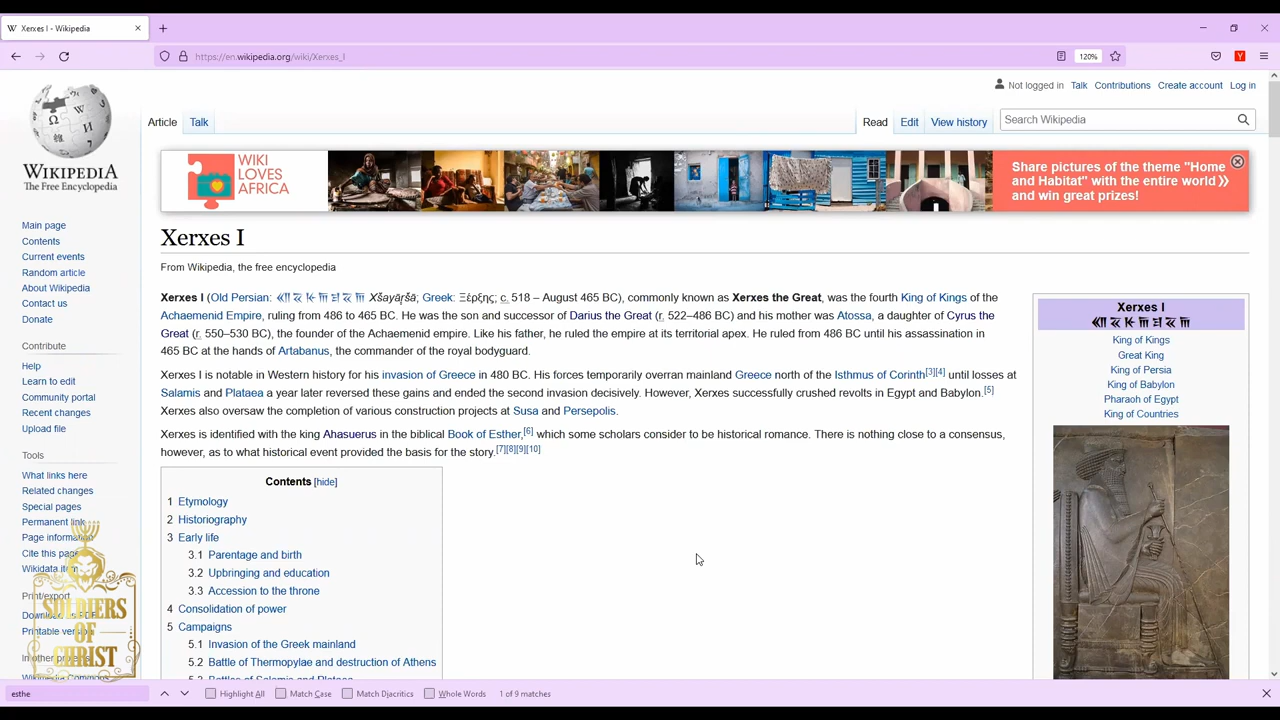 Xerxes I - Wikipedia
https://en.wikipedia.org/wiki/Xerxes_I
120%
Y
Not logged in Talk Contributions Create account Log in
Article Talk Read Edit View history Search Wikipedia
WIKIPEDIA
The Free Encyclopedia
WIKI
LOVES
AFRICA
Share pictures of the theme "Home
and Habitat" with the entire world
and win great prizes!
Main page
Contents
Current events
Random article
About Wikipedia
Contact us
Donate
Contribute
Help
Learn to edit
Community portal
Recent changes
Upload file
Tools
What links here
Related changes
Special pages
Permanent link
Page information
Cite this page
Wikidata item
Print/export
Printable version
Xerxes I
From Wikipedia, the free encyclopedia
Xerxes I (Old Persian: Xšayāršā; Greek: Ξέρξης; c. 518 – August 465 BC), commonly known as Xerxes the Great, was the fourth King of Kings of the
Achaemenid Empire, ruling from 486 to 465 BC. He was the son and successor of Darius the Great (r. 522–486 BC) and his mother was Atossa, a daughter of Cyrus the
Great (r. 550–530 BC), the founder of the Achaemenid empire. Like his father, he ruled the empire at its territorial apex. He ruled from 486 BC until his assassination in
465 BC at the hands of Artabanus, the commander of the royal bodyguard.
Xerxes I is notable in Western history for his invasion of Greece in 480 BC. His forces temporarily overran mainland Greece north of the Isthmus of Corinth[3][4] until losses at
Salamis and Plataea a year later reversed these gains and ended the second invasion decisively. However, Xerxes successfully crushed revolts in Egypt and Babylon.[5]
Xerxes also oversaw the completion of various construction projects at Susa and Persepolis.
Xerxes is identified with the king Ahasuerus in the biblical Book of Esther,[6] which some scholars consider to be historical romance. There is nothing close to a consensus,
however, as to what historical event provided the basis for the story.[7][8][9][10]
Contents [hide]
1 Etymology
2 Historiography
3 Early life
3.1 Parentage and birth
3.2 Upbringing and education
3.3 Accession to the throne
4 Consolidation of power
5 Campaigns
5.1 Invasion of the Greek mainland
5.2 Battle of Thermopylae and destruction of Athens
Xerxes I
King of Kings
Great King
King of Persia
King of Babylon
Pharaoh of Egypt
King of Countries
SOLDIERS
OF
CHRIST
esthe Highlight All Match Case Match Diacritics Whole Words 1 of 9 matches